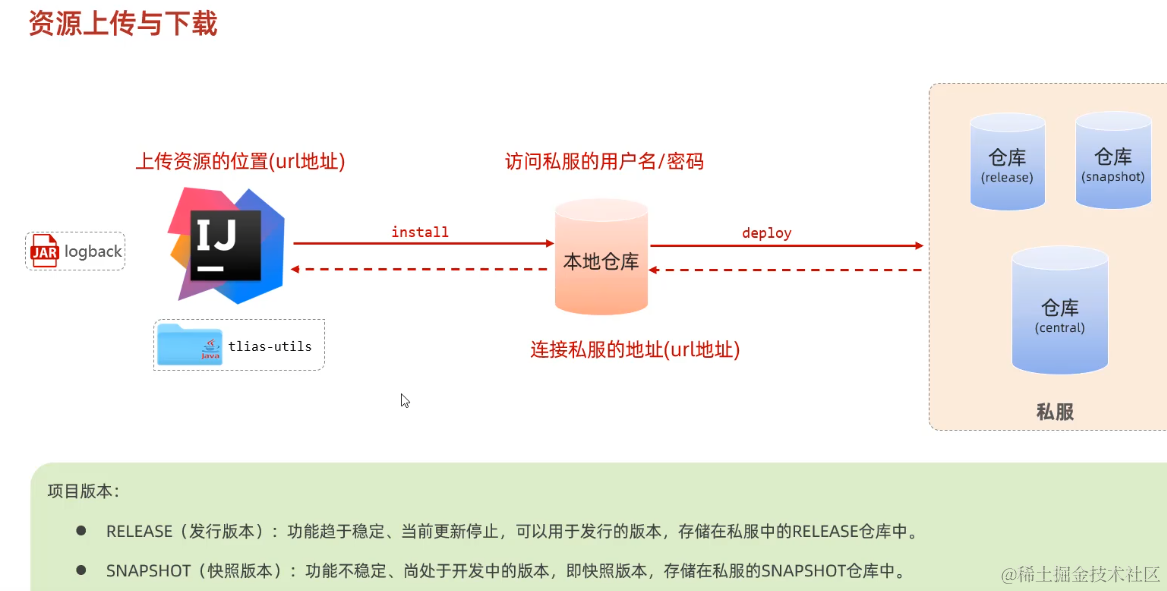 资源上传与下载
上传资源的位置(url地址)
访问私服的用户名/密码
仓库
(release)
仓库
(snapshot)
JAR logback
IJ
install
本地仓库
deploy
仓库
(central)
Java
tlias-utils
连接私服的地址(url地址)
私服
项目版本：
● RELEASE（发行版本）：功能趋于稳定、当前更新停止，可以用于发行的版本，存储在私服中的RELEASE仓库中。
● SNAPSHOT（快照版本）：功能不稳定、尚处于开发中的版本，即快照版本，存储在私服的SNAPSHOT仓库中。
@稀土掘金技术社区